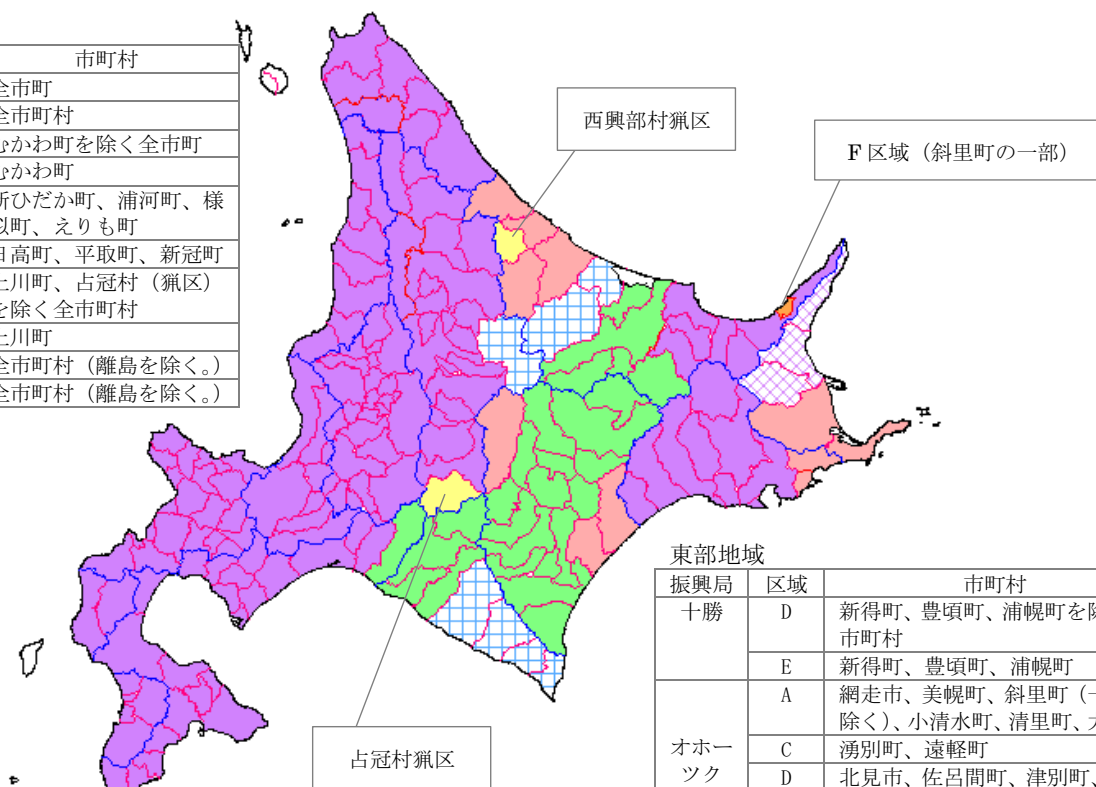 市町村
全市町
全市町村
むかわ町を除く全市町
むかわ町
新ひだか町、浦河町、様
似町、えりも町
日高町、平取町、新冠町
上川町、占冠村（猟区）
を除く全市町村
上川町
全市町村（離島を除く。）
全市町村（離島を除く。）
西興部村猟区
F 区域（斜里町の一部）
占冠村猟区
東部地域
振興局 区域 市町村
十勝 D 新得町、豊頃町、浦幌町を除
市町村
E 新得町、豊頃町、浦幌町
オホー
ツク
A 網走市、美幌町、斜里町（一
除く）、小清水町、清里町、大
C 湧別町、遠軽町
D 北見市、佐呂間町、津別町、